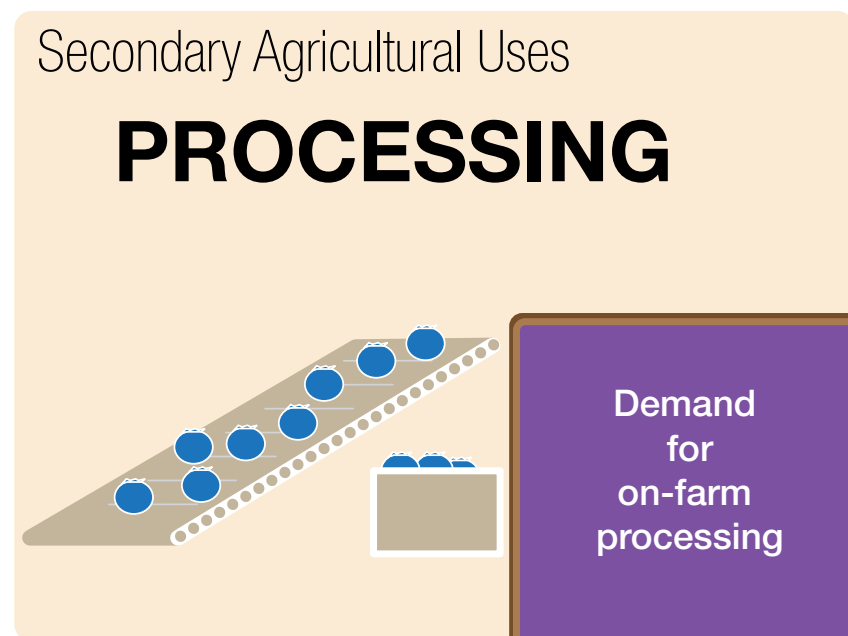 Secondary Agricultural Uses
PROCESSING
Demand
for
on-farm
processing